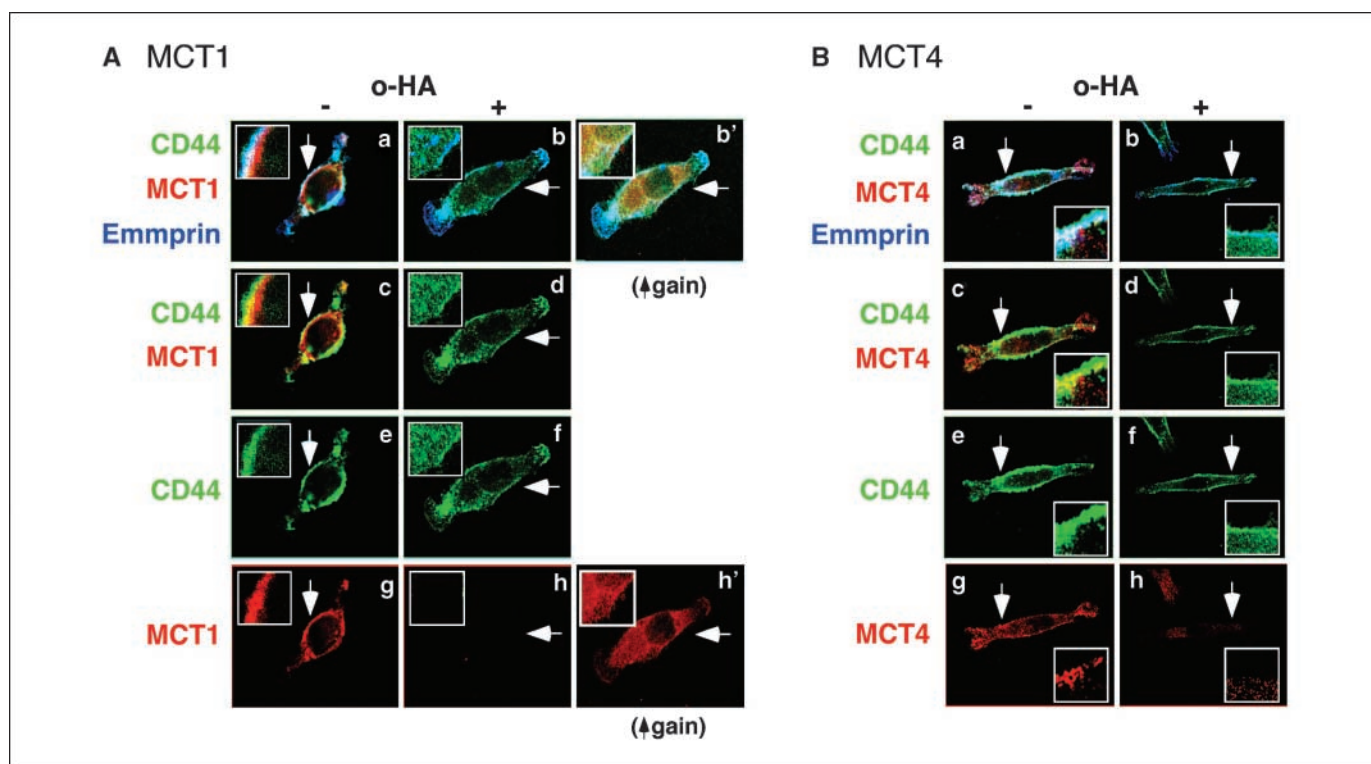 A MCT1
o-HA
- +
CD44
MCT1
Emmprin
a
b
b'
(↑gain)
CD44
MCT1
c
d
CD44
e
f
MCT1
g
h
h'
(↑gain)
B MCT4
o-HA
- +
CD44
MCT4
Emmprin
a
b
CD44
MCT4
c
d
CD44
e
f
MCT4
g
h